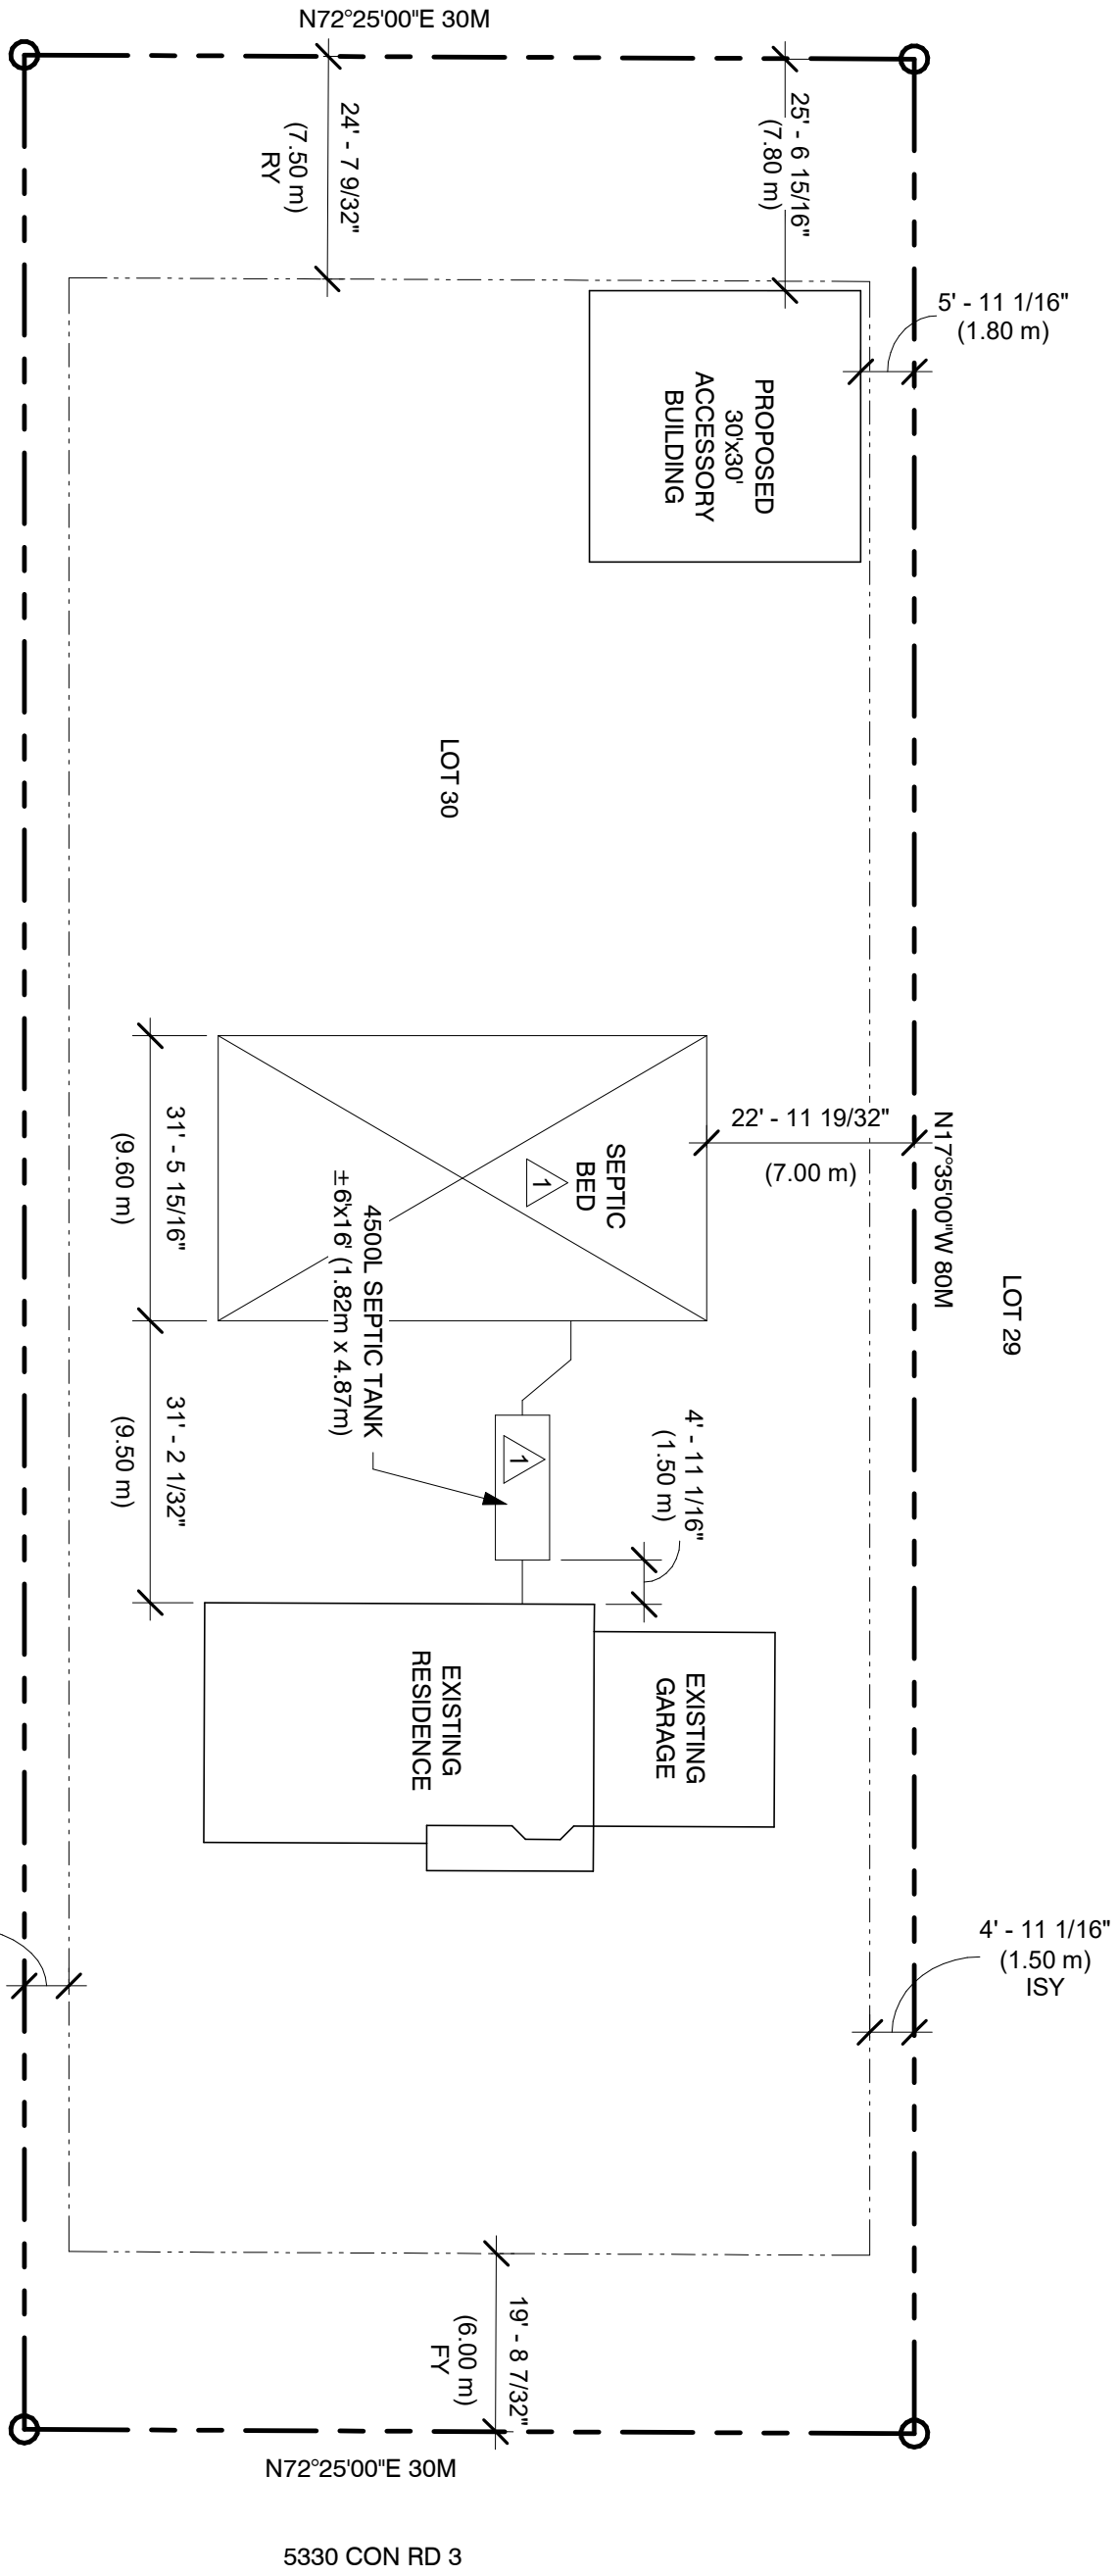 N72°25'00"E 30M
24' - 7 9/32"
(7.50 m)
RY
25' - 6 15/16"
(7.80 m)
5' - 11 1/16"
(1.80 m)
PROPOSED
30'x30'
ACCESSORY
BUILDING
LOT 30
22' - 11 19/32"
(7.00 m)
N17°35'00"W 80M
LOT 29
SEPTIC
BED
1
31' - 5 15/16"
(9.60 m)
4500L SEPTIC TANK
±6'x16' (1.82m x 4.87m)
1
31' - 2 1/32"
(9.50 m)
4' - 11 1/16"
(1.50 m)
EXISTING
GARAGE
EXISTING
RESIDENCE
4' - 11 1/16"
(1.50 m)
ISY
19' - 8 7/32"
(6.00 m)
FY
N72°25'00"E 30M
5330 CON RD 3